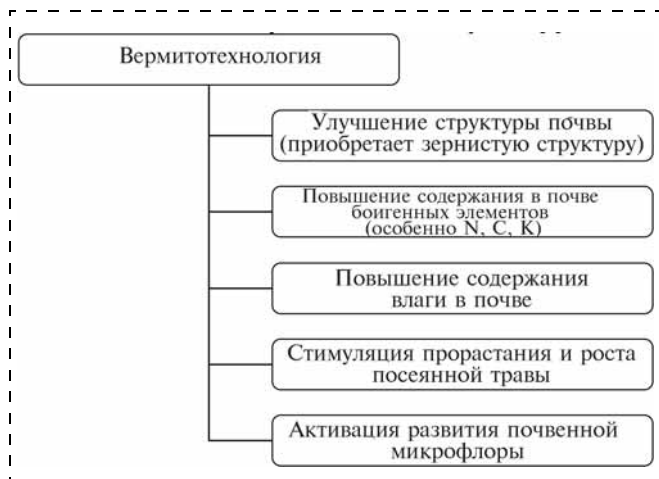 Вермитотехнология
Улучшение структуры почвы
(приобретает зернистую структуру)
Повышение содержания в почве
боигенных элементов
(особенно N, C, K)
Повышение содержания
влаги в почве
Стимуляция прорастания и роста
посеянной травы
Активация развития почвенной
микрофлоры